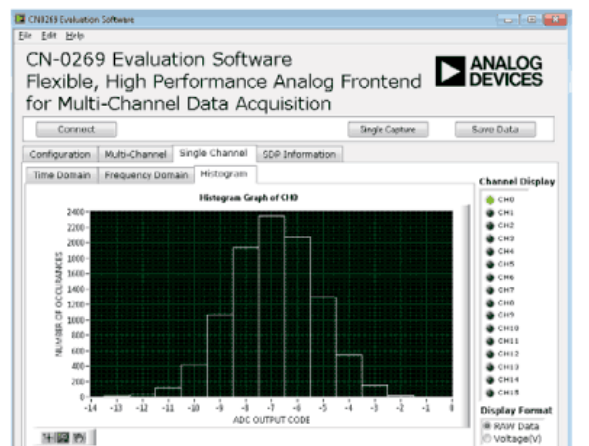 CN0269 Evaluation Software
File Edit Help
CN-0269 Evaluation Software
Flexible, High Performance Analog Frontend
for Multi-Channel Data Acquisition
ANALOG
DEVICES
Connect Single Capture Save Data
Configuration Multi-Channel Single Channel SDP Information
Time Domain Frequency Domain Histogram
Histogram Graph of CH0
NUMBER OF OCCURANCES
2400
2200
2000
1800
1600
1400
1200
1000
800
600
400
200
0
-14 -13 -12 -11 -10 -9 -8 -7 -6 -5 -4 -3 -2 -1 0
ADC OUTPUT CODE
Channel Display
CH0
CH1
CH2
CH3
CH4
CH5
CH6
CH7
CH8
CH9
CH10
CH11
CH12
CH13
CH14
CH15
Display Format
RAW Data
Voltage(V)